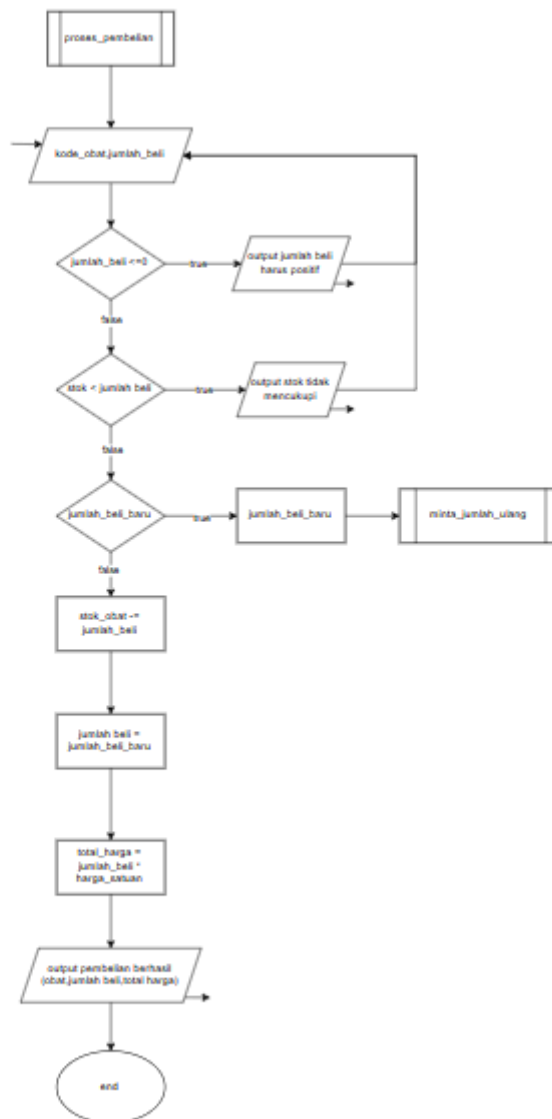 proses_pembelian
kode_obat,jumlah_beli
jumlah_beli <=0
true
output jumlah beli
harus positif
false
stok < jumlah beli
true
output stok tidak
mencukupi
false
jumlah_beli_baru
true
jumlah_beli_baru
minta_jumlah_ulang
false
stok_obat -=
jumlah_beli
jumlah beli =
jumlah_beli_baru
total_harga =
jumlah_beli *
harga_satuan
output pembelian berhasil
(obat,jumlah beli,total harga)
end